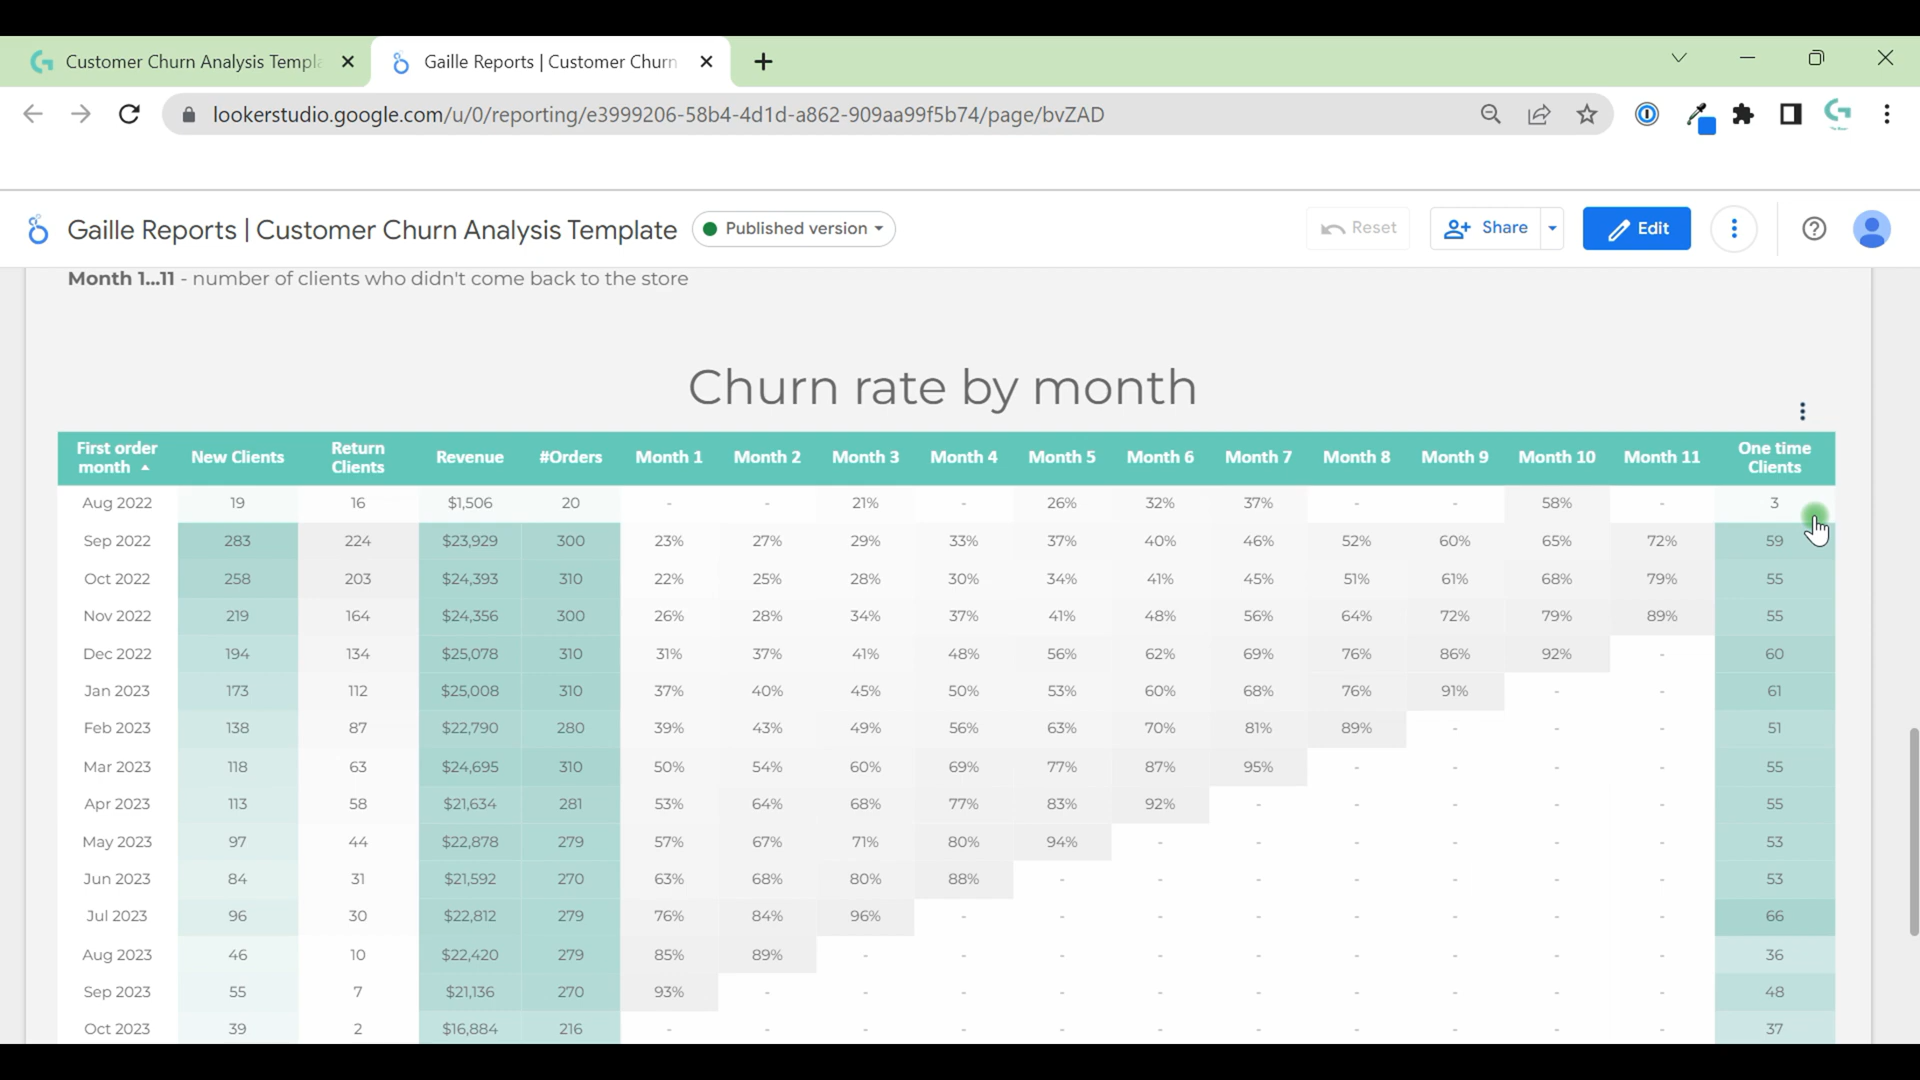 Customer Churn Analysis Templa
Gaille Reports | Customer Churn
lookerstudio.google.com/u/0/reporting/e3999206-58b4-4d1d-a862-909aa99f5b74/page/bvZAD
Gaille Reports | Customer Churn Analysis Template
Published version
Reset
Share
Edit
Month 1...11 - number of clients who didn't come back to the store
Churn rate by month
First order month New Clients Return Clients Revenue #Orders Month 1 Month 2 Month 3 Month 4 Month 5 Month 6 Month 7 Month 8 Month 9 Month 10 Month 11 One time Clients
Aug 2022 19 16 $1,506 20 - - 21% - 26% 32% 37% - - 58% - 3
Sep 2022 283 224 $23,929 300 23% 27% 29% 33% 37% 40% 46% 52% 60% 65% 72% 59
Oct 2022 258 203 $24,393 310 22% 25% 28% 30% 34% 41% 45% 51% 61% 68% 79% 55
Nov 2022 219 164 $24,356 300 26% 28% 34% 37% 41% 48% 56% 64% 72% 79% 89% 55
Dec 2022 194 134 $25,078 310 31% 37% 41% 48% 56% 62% 69% 76% 86% 92% - 60
Jan 2023 173 112 $25,008 310 37% 40% 45% 50% 53% 60% 68% 76% 91% - - 61
Feb 2023 138 87 $22,790 280 39% 43% 49% 56% 63% 70% 81% 89% - - - 51
Mar 2023 118 63 $24,695 310 50% 54% 60% 69% 77% 87% 95% - - - - 55
Apr 2023 113 58 $21,634 281 53% 64% 68% 77% 83% 92% - - - - - 55
May 2023 97 44 $22,878 279 57% 67% 71% 80% 94% - - - - - - 53
Jun 2023 84 31 $21,592 270 63% 68% 80% 88% - - - - - - - 53
Jul 2023 96 30 $22,812 279 76% 84% 96% - - - - - - - - 66
Aug 2023 46 10 $22,420 279 85% 89% - - - - - - - - - 36
Sep 2023 55 7 $21,136 270 93% - - - - - - - - - - 48
Oct 2023 39 2 $16,884 216 - - - - - - - - - - - 37